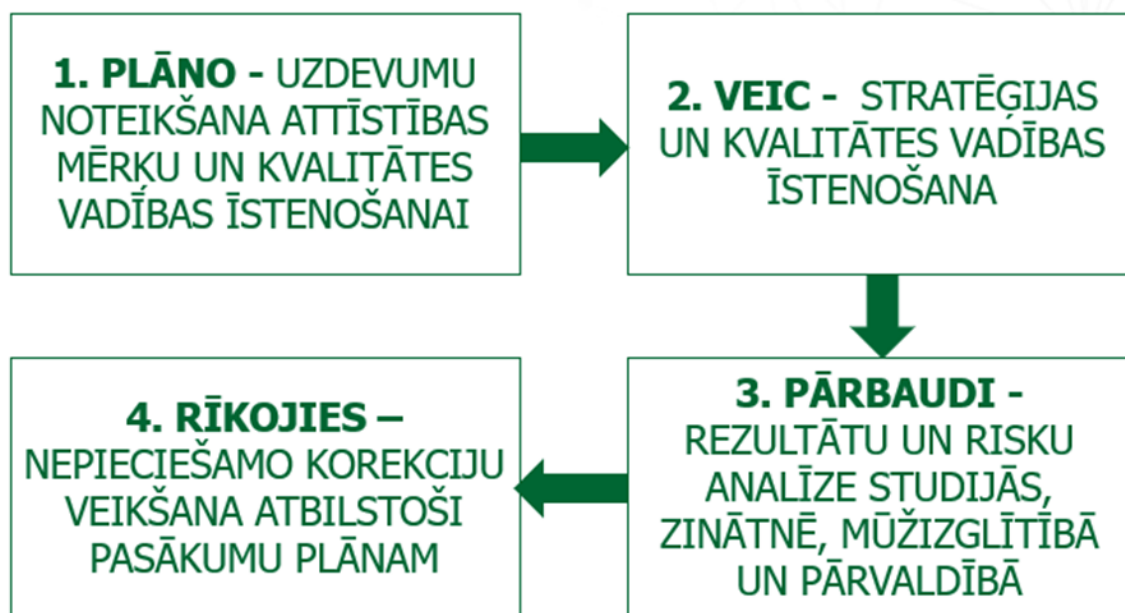 1. PLĀNO - UZDEVUMU
NOTEIKŠANA ATTĪSTĪBAS
MĒRĶU UN KVALITĀTES
VADĪBAS ĪSTENOŠANAI
2. VEIC - STRATĒĢIJAS
UN KVALITĀTES VADĪBAS
ĪSTENOŠANA
3. PĀRBAUDI -
REZULTĀTU UN RISKU
ANALĪZE STUDIJĀS,
ZINĀTNĒ, MŪŽIZGLĪTĪBĀ
UN PĀRVALDĪBĀ
4. RĪKOJIES –
NEPIECIEŠAMO KOREKCIJU
VEIKŠANA ATBILSTOŠI
PASĀKUMU PLĀNAM